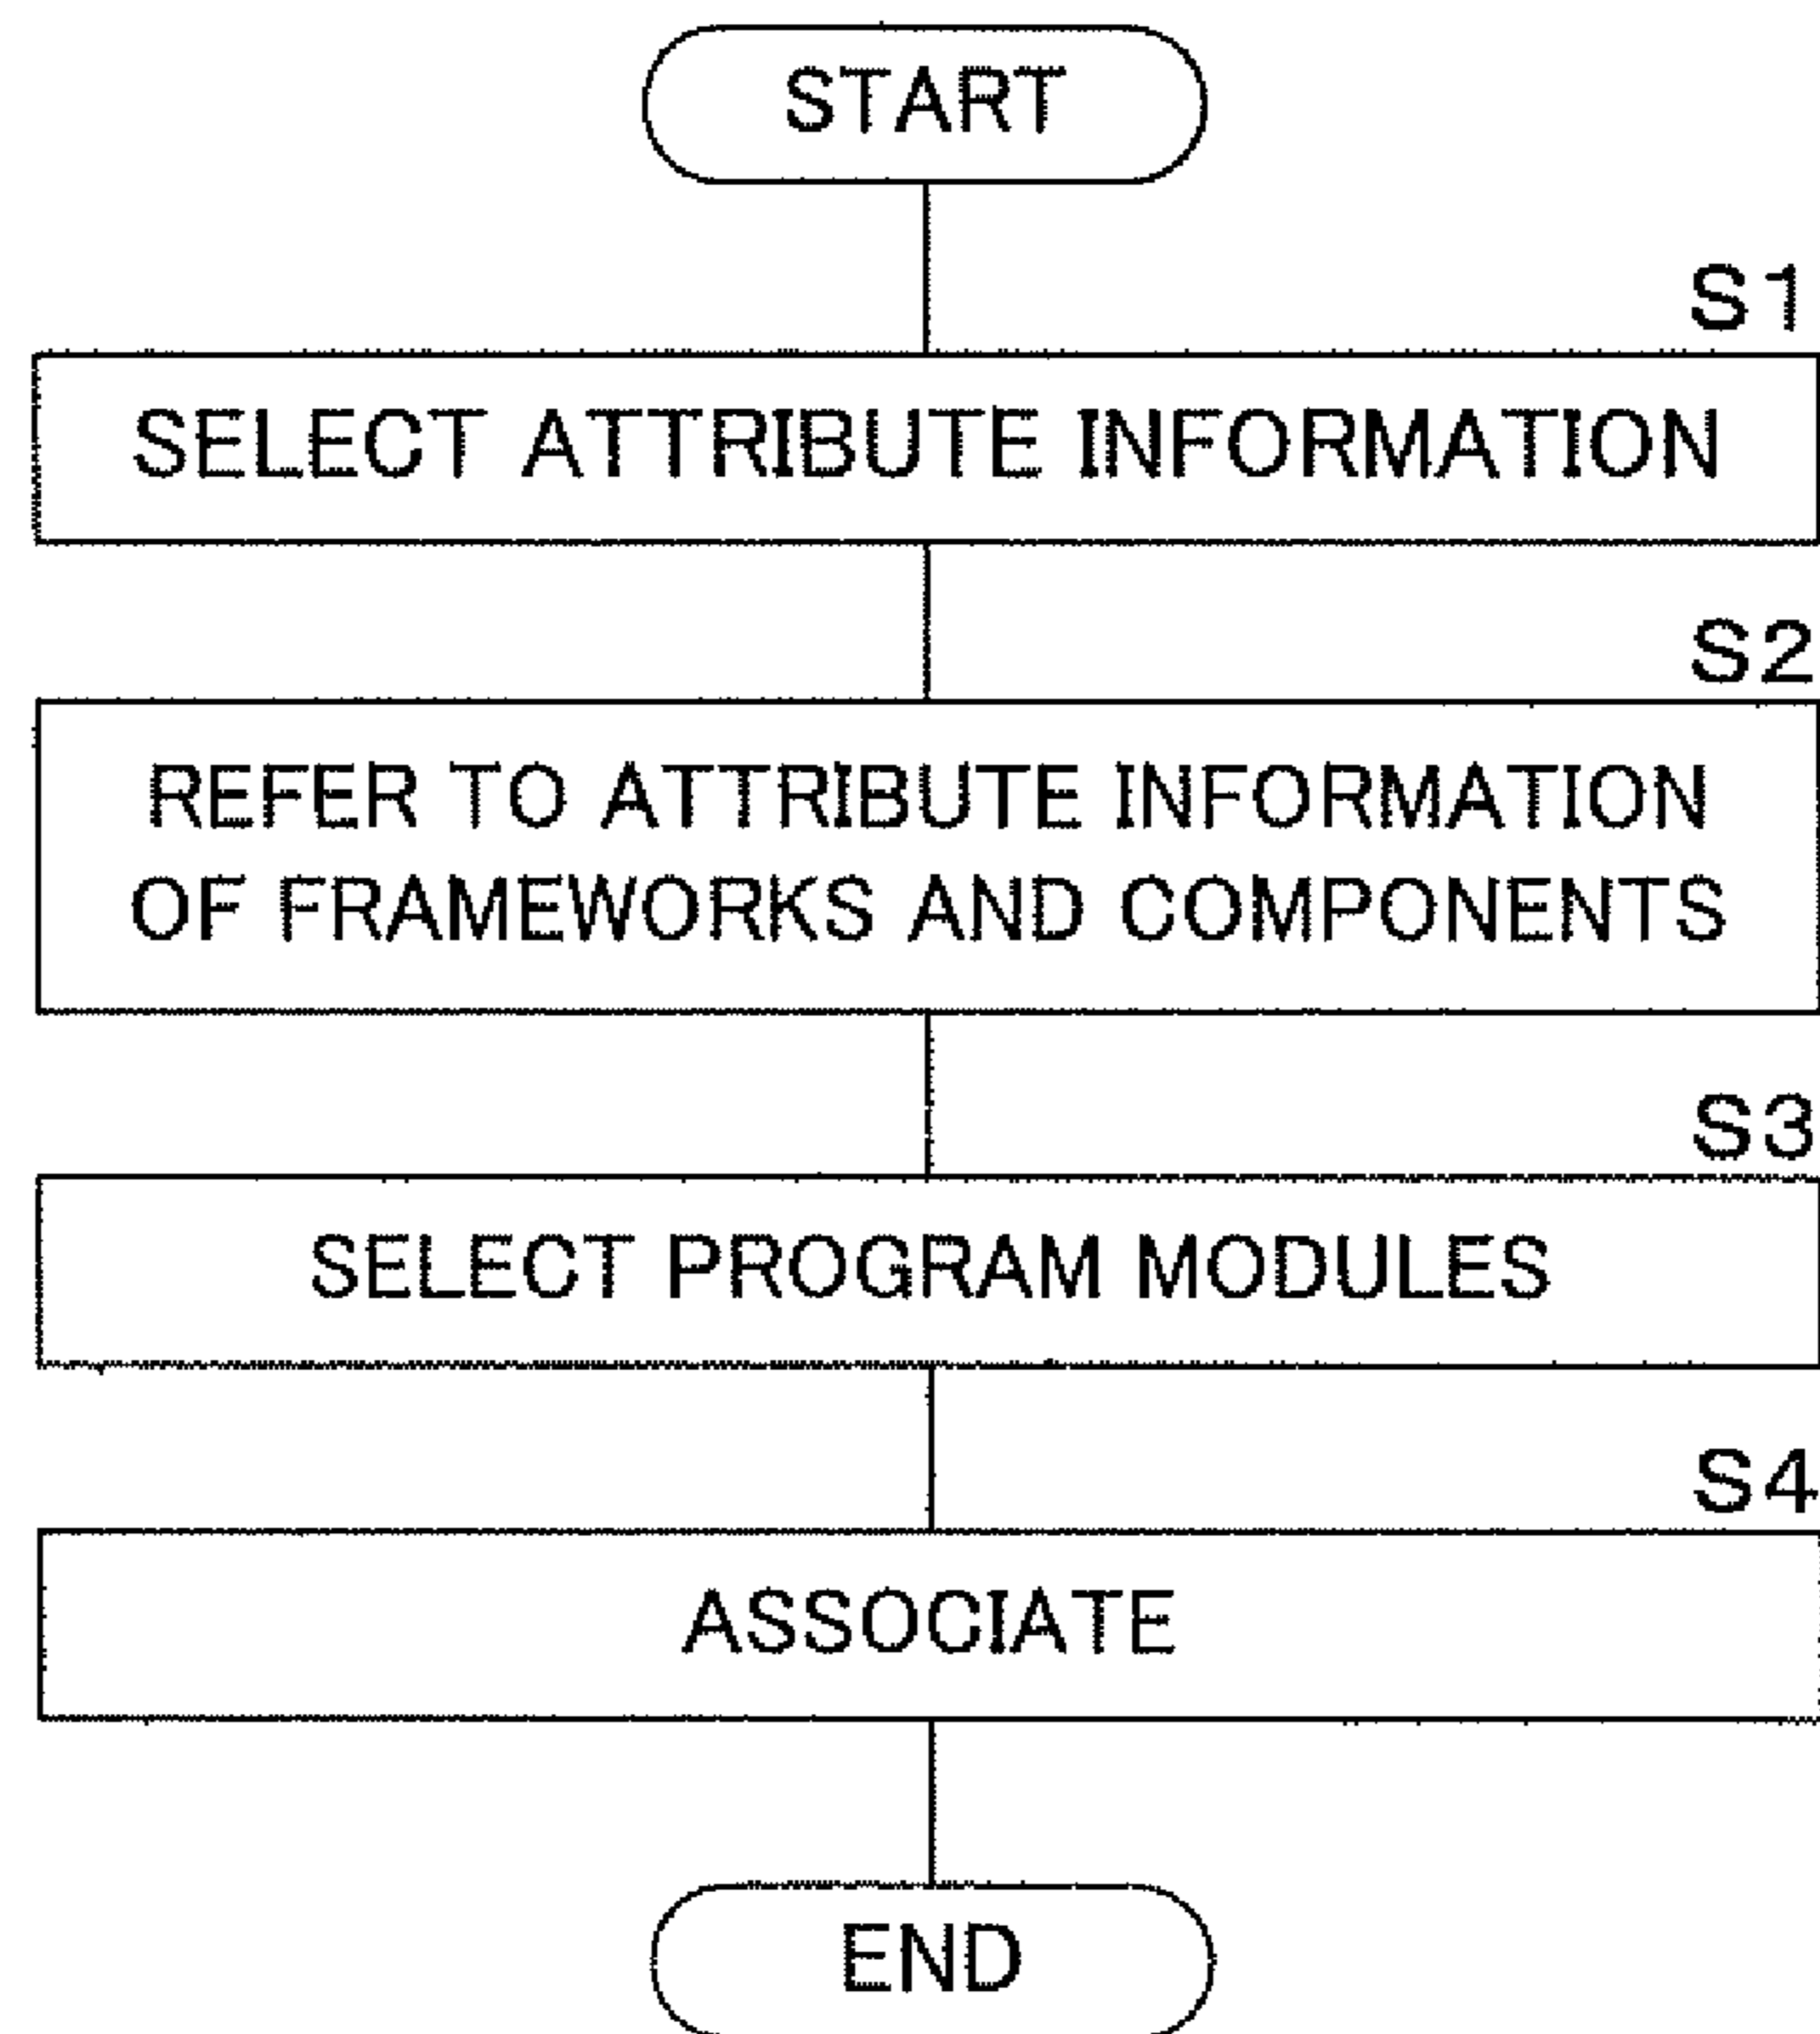 START
S1
SELECT ATTRIBUTE INFORMATION
S2
REFER TO ATTRIBUTE INFORMATION
OF FRAMEWORKS AND COMPONENTS
S3
SELECT PROGRAM MODULES
S4
ASSOCIATE
END